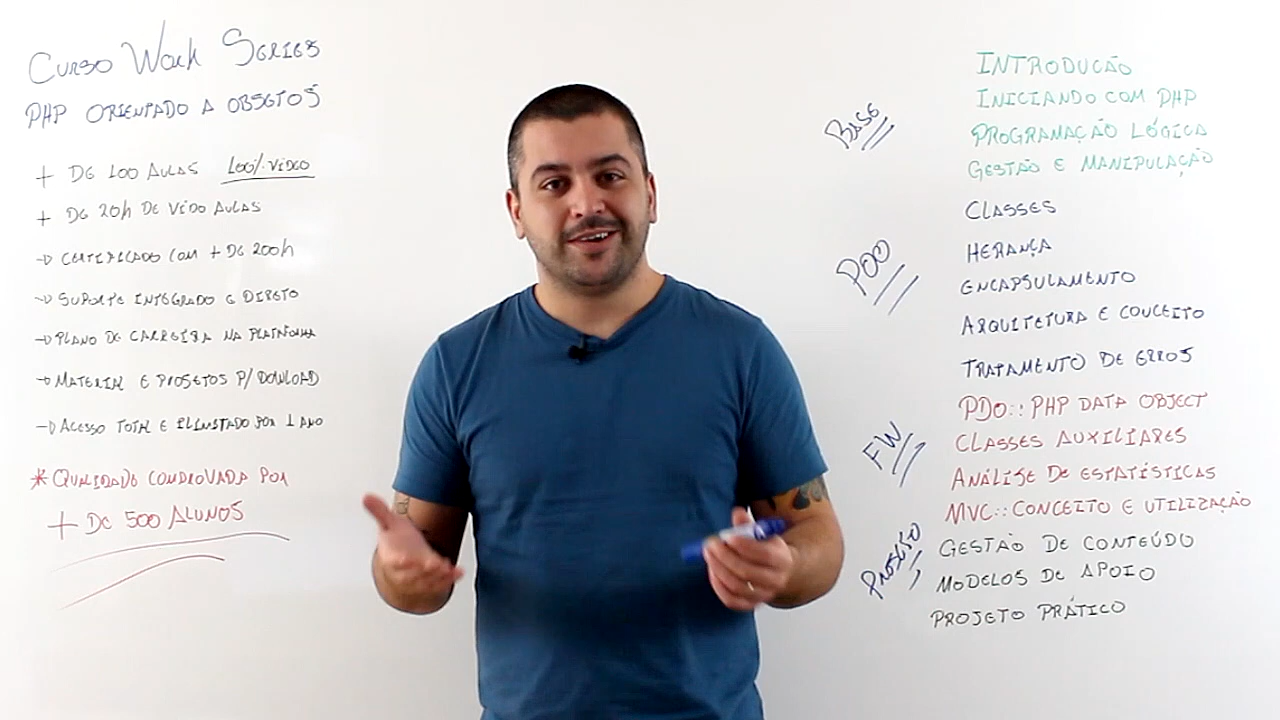 CURSO WORK SERIES
PHP ORIENTADO A OBJETOS
+ DE 100 AULAS 100% VÍDEO
+ DE 20h DE VÍDO AULAS
→ CERTIFICADO COM + DE 200h
→ SUPORTE INTEGRADO E DIRETO
→ PLANO DE CARREIRA NA PLATAFORMA
→ MATERIAL E PROJETOS P/ DOWNLOAD
→ ACESSO TOTAL E ILIMITADO POR 1 ANO
* QUALIDADE COMPROVADA POR
+ DE 500 ALUNOS
BASE
INTRODUÇÃO
INICIANDO COM PHP
PROGRAMAÇÃO LÓGICA
GESTÃO E MANIPULAÇÃO
POO
CLASSES
HERANÇA
ENCAPSULAMENTO
ARQUITETURA E CONCEITO
TRATAMENTO DE ERROS
FW
PDO:: PHP DATA OBJECT
CLASSES AUXILIARES
ANÁLISE DE ESTATÍSTICAS
MVC:: CONCEITO E UTILIZAÇÃO
PROJETO
GESTÃO DE CONTEÚDO
MODELOS DE APOIO
PROJETO PRÁTICO